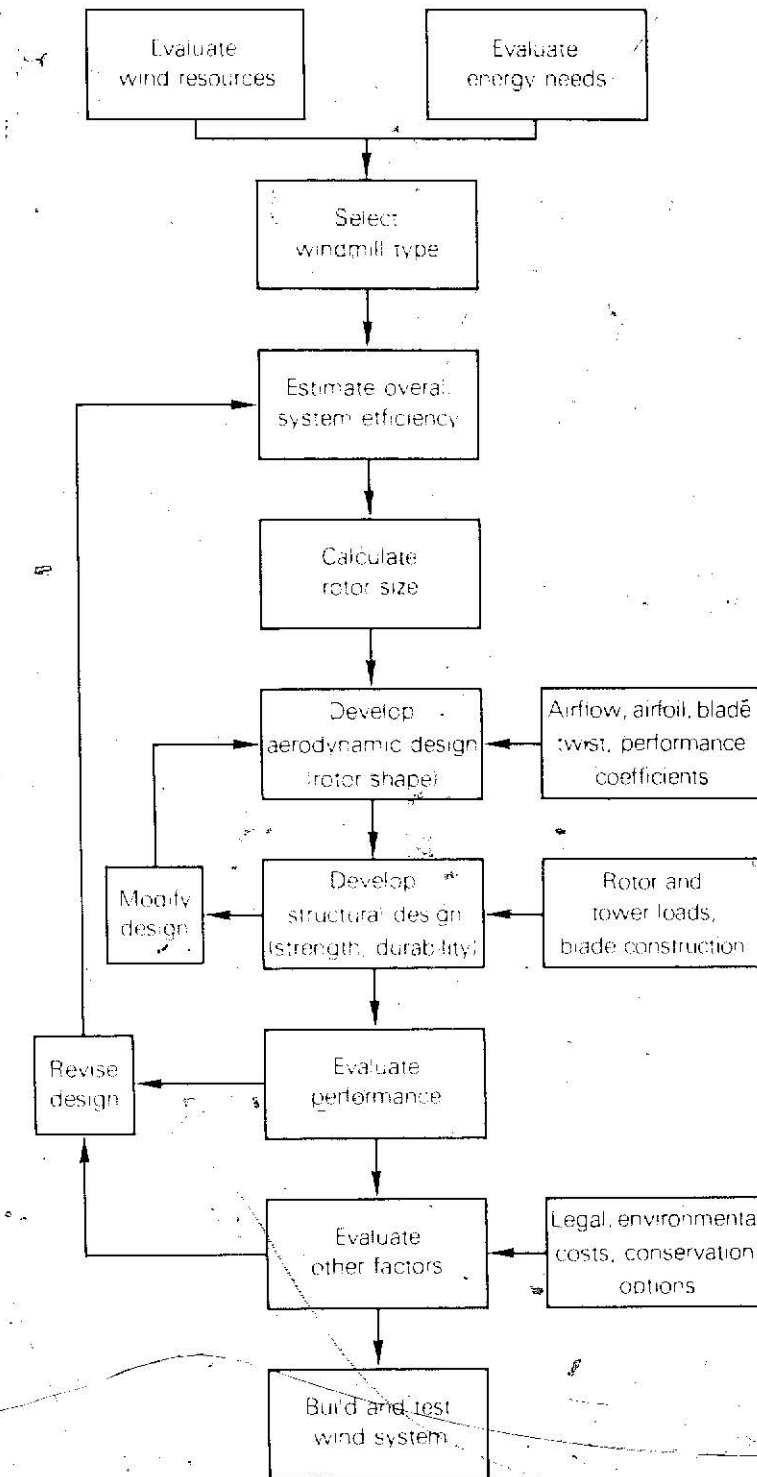 Evaluate
wind resources
Evaluate
energy needs
Select
windmill type
Estimate overall
system efficiency
Calculate
rotor size
Develop
aerodynamic design
(rotor shape)
Airflow, airfoil, blade
twist, performance
coefficients
Modify
design
Develop
structural design
(strength, durability)
Rotor and
tower loads,
blade construction
Revise
design
Evaluate
performance
Evaluate
other factors
Legal, environmenta
costs, conservation
options
Build and test
wind system